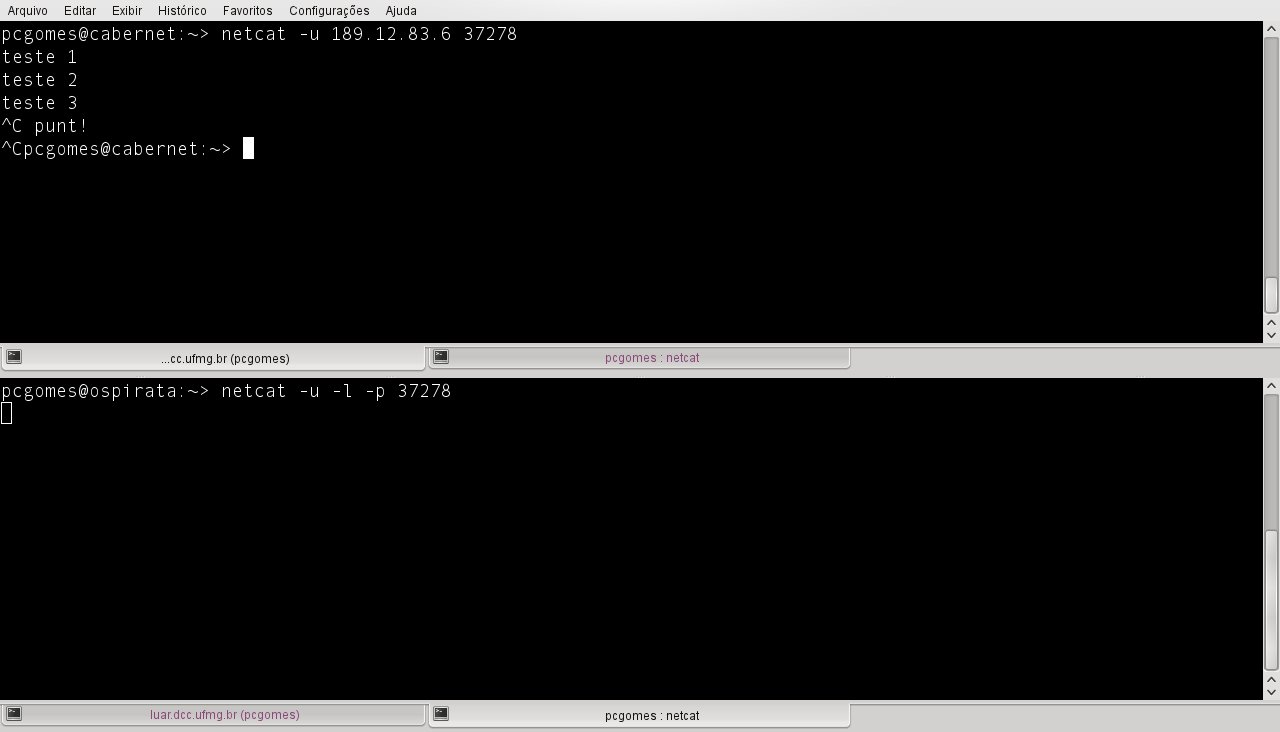 Arquivo Editar Exibir Histórico Favoritos Configurações Ajuda
pcgomes@cabernet:~> netcat -u 189.12.83.6 37278
teste 1
teste 2
teste 3
^C punt!
^Cpcgomes@cabernet:~>
...cc.ufmg.br (pcgomes) pcgomes : netcat
pcgomes@ospirata:~> netcat -u -l -p 37278
luar.dcc.ufmg.br (pcgomes) pcgomes : netcat